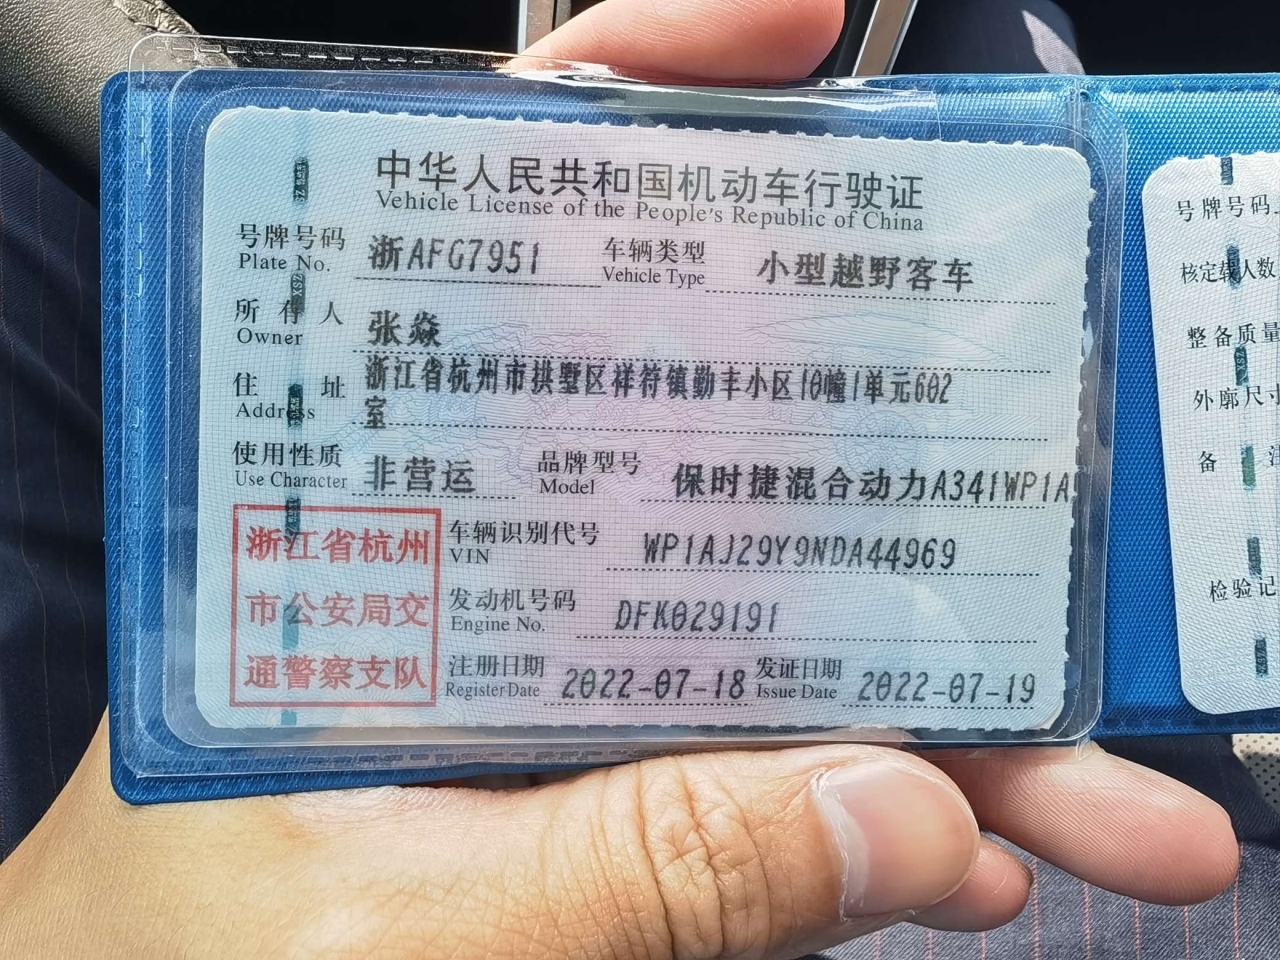 中华人民共和国机动车行驶证
Vehicle License of the People's Republic of China
号牌号码 浙AFG7951 车辆类型 小型越野客车
Plate No. Vehicle Type
所有人 张焱
Owner
住址 浙江省杭州市拱墅区祥符镇勤丰小区10幢1单元602
Address 室
使用性质 非营运 品牌型号 保时捷混合动力A341WP1A
Use Character Model
浙江省杭州
市公安局交
通警察支队
车辆识别代号 WP1AJ29Y9NDA44969
VIN
发动机号码 DFK029191
Engine No.
注册日期 2022-07-18 发证日期 2022-07-19
Register Date Issue Date
号牌号码
核定载人数
整备质量
外廓尺寸
备
检验记